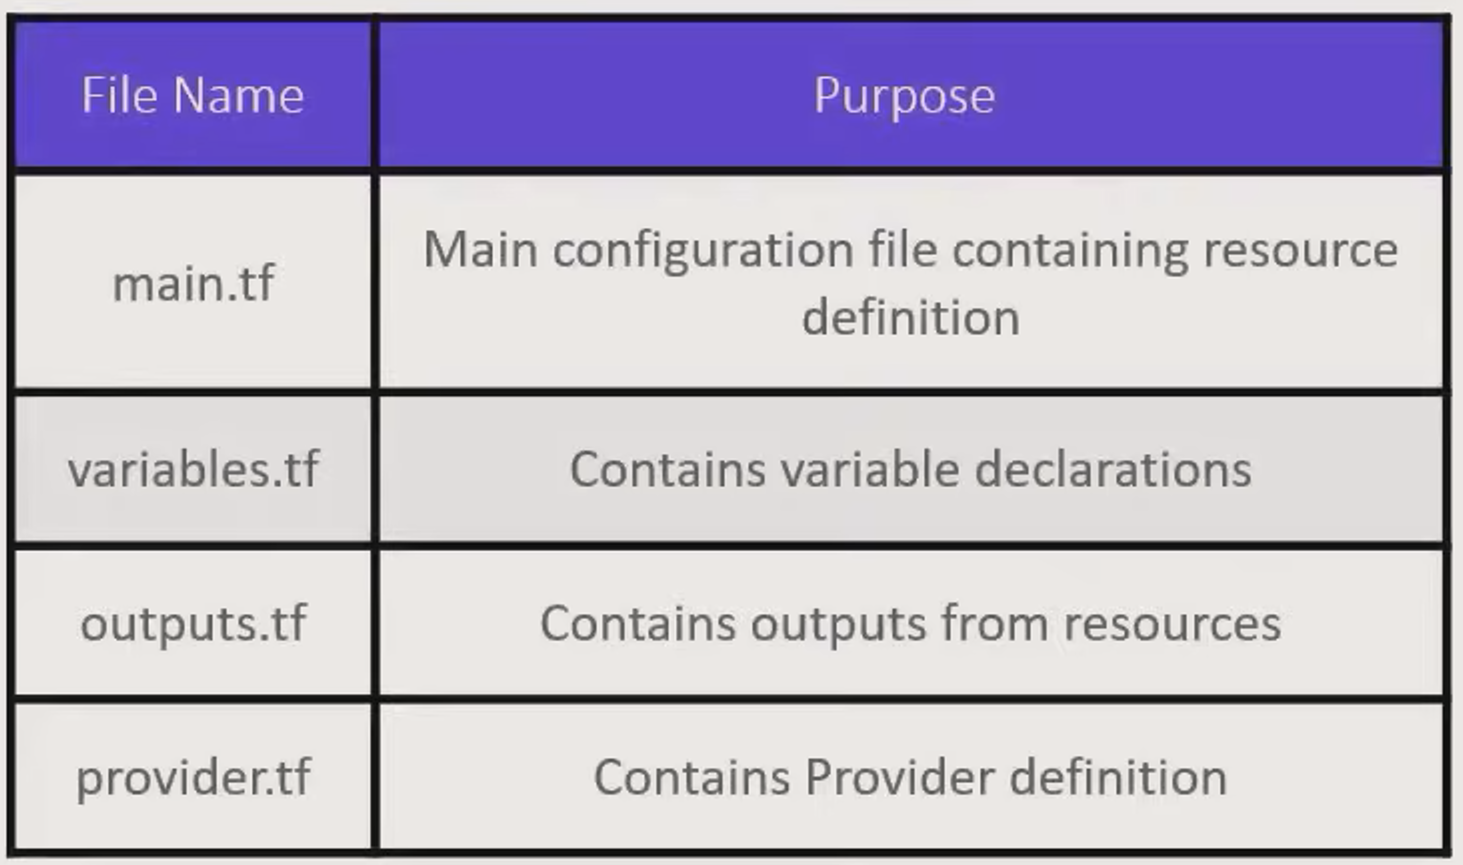 File Name
Purpose
main.tf
Main configuration file containing resource
definition
variables.tf
Contains variable declarations
outputs.tf
Contains outputs from resources
provider.tf
Contains Provider definition